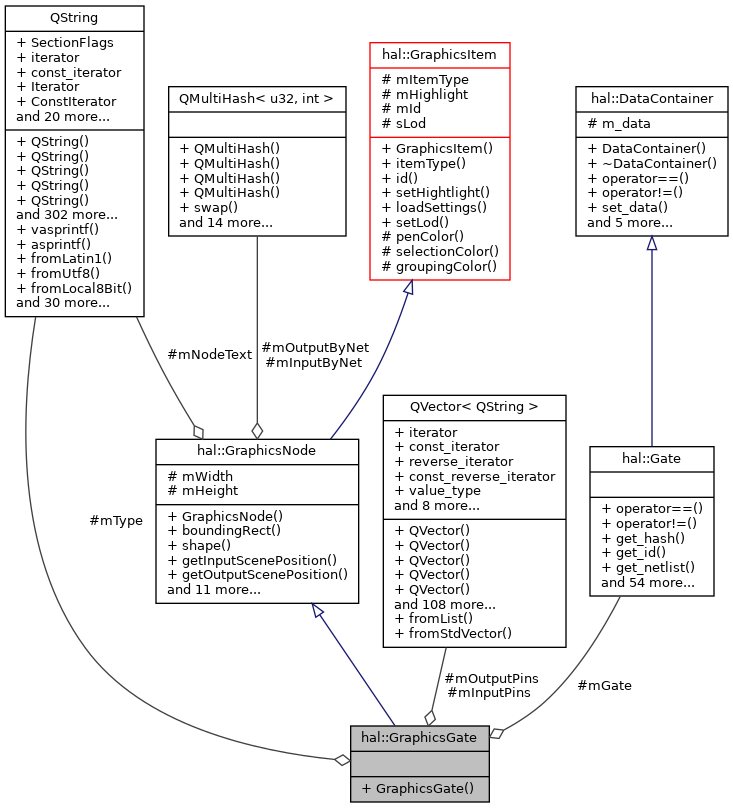 QString
+ SectionFlags
+ iterator
+ const_iterator
+ Iterator
+ ConstIterator
and 20 more...
+ QString()
+ QString()
+ QString()
+ QString()
+ QString()
and 302 more...
+ vasprintf()
+ asprintf()
+ fromLatin1()
+ fromUtf8()
+ fromLocal8Bit()
and 30 more...
QMultiHash< u32, int >
+ QMultiHash()
+ QMultiHash()
+ QMultiHash()
+ QMultiHash()
+ swap()
and 14 more...
hal::GraphicsItem
# mItemType
# mHighlight
# mId
# sLod
+ GraphicsItem()
+ itemType()
+ id()
+ setHightlight()
+ loadSettings()
+ setLod()
# penColor()
# selectionColor()
# groupingColor()
hal::DataContainer
# m_data
+ DataContainer()
+ ~DataContainer()
+ operator==()
+ operator!=()
+ set_data()
and 5 more...
#mNodeText
#mOutputByNet
#mInputByNet
hal::GraphicsNode
# mWidth
# mHeight
+ GraphicsNode()
+ boundingRect()
+ shape()
+ getInputScenePosition()
+ getOutputScenePosition()
and 11 more...
QVector< QString >
+ iterator
+ const_iterator
+ reverse_iterator
+ const_reverse_iterator
+ value_type
and 8 more...
+ QVector()
+ QVector()
+ QVector()
+ QVector()
+ QVector()
and 108 more...
+ fromList()
+ fromStdVector()
hal::Gate
+ operator==()
+ operator!=()
+ get_hash()
+ get_id()
+ get_netlist()
and 54 more...
#mType
#mOutputPins
#mInputPins
#mGate
hal::GraphicsGate
+ GraphicsGate()